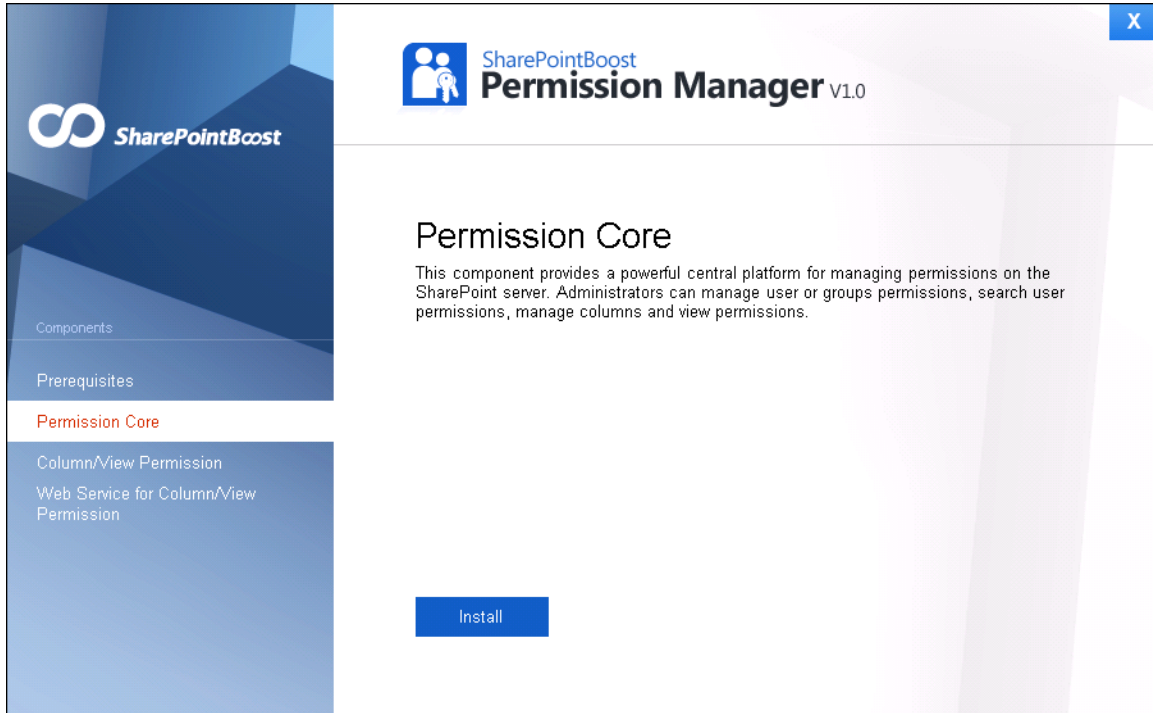 X
SharePointBoost
Permission Manager V1.0
SharePointBoost
Permission Core
This component provides a powerful central platform for managing permissions on the
SharePoint server. Administrators can manage user or groups permissions, search user
permissions, manage columns and view permissions.
Components
Prerequisites
Permission Core
Column/View Permission
Web Service for Column/View
Permission
Install